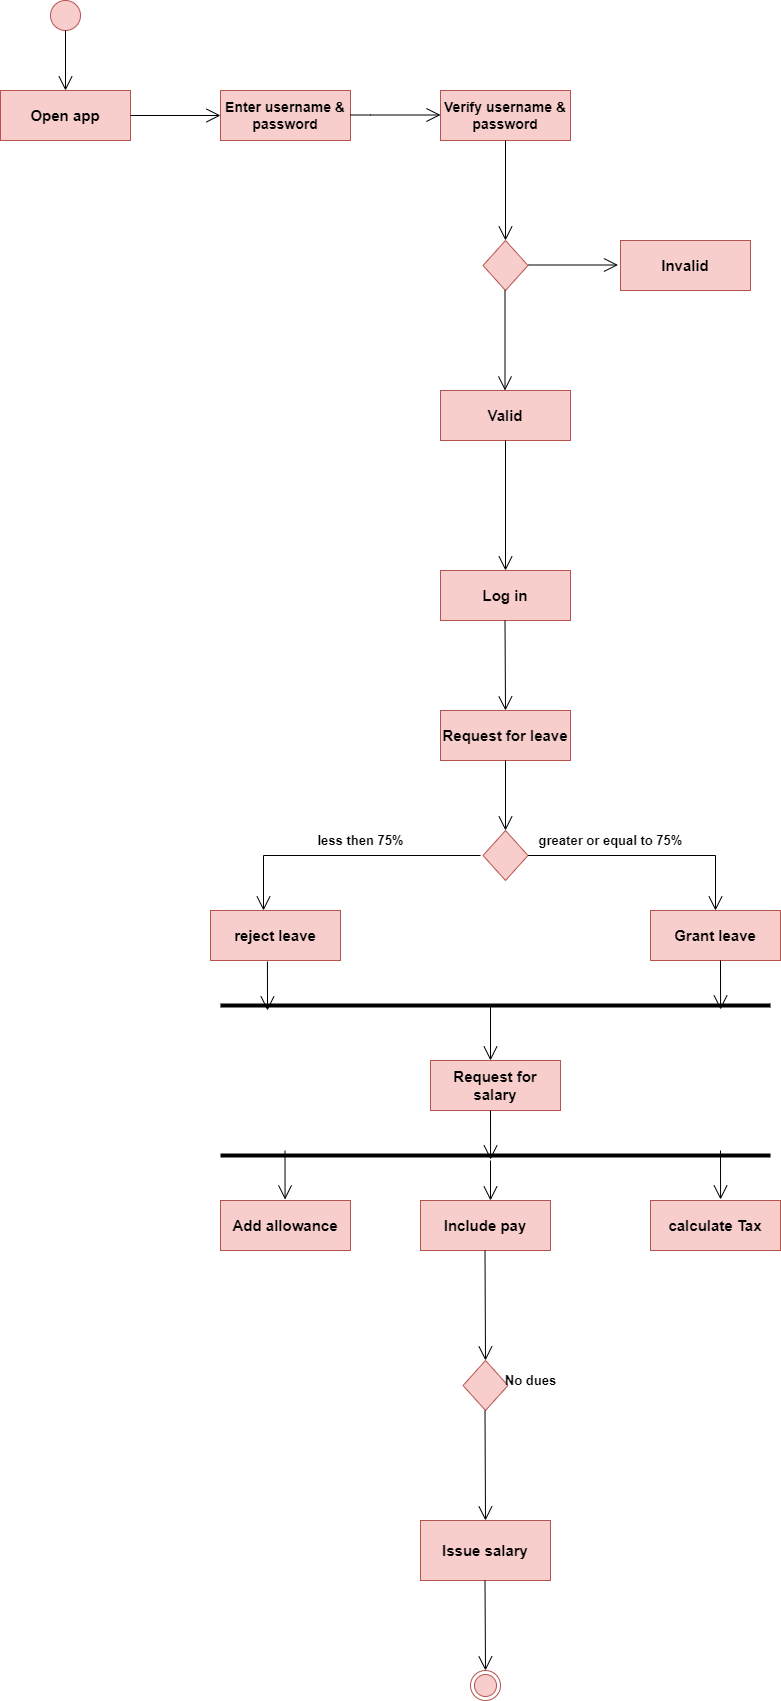 Open app
Enter username &
password
Verify username &
password
Invalid
Valid
Log in
Request for leave
less then 75%
greater or equal to 75%
reject leave
Grant leave
Request for
salary
Add allowance
Include pay
calculate Tax
No dues
Issue salary